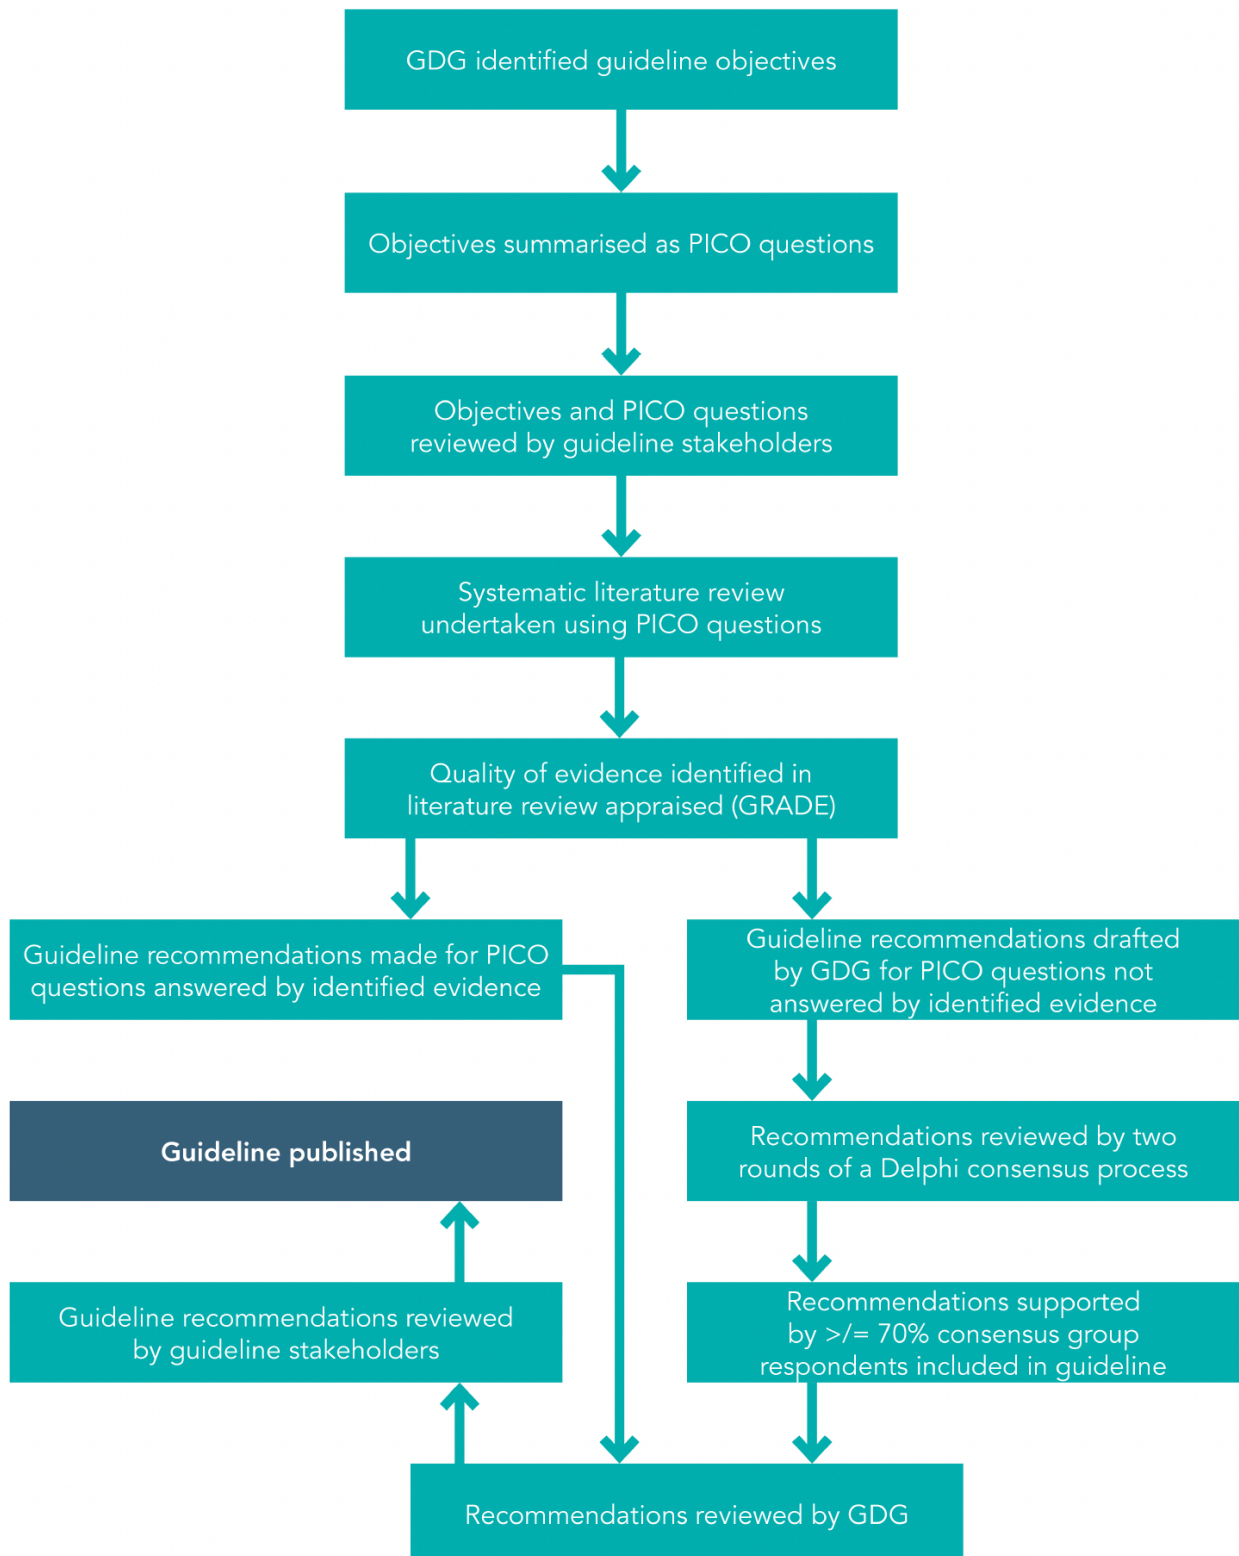 GDG identified guideline objectives
Objectives summarised as PICO questions
Objectives and PICO questions
reviewed by guideline stakeholders
Systematic literature review
undertaken using PICO questions
Quality of evidence identified in
literature review appraised (GRADE)
Guideline recommendations made for PICO
questions answered by identified evidence
Guideline recommendations drafted
by GDG for PICO questions not
answered by identified evidence
Guideline published
Recommendations reviewed by two
rounds of a Delphi consensus process
Guideline recommendations reviewed
by guideline stakeholders
Recommendations supported
by >/= 70% consensus group
respondents included in guideline
Recommendations reviewed by GDG